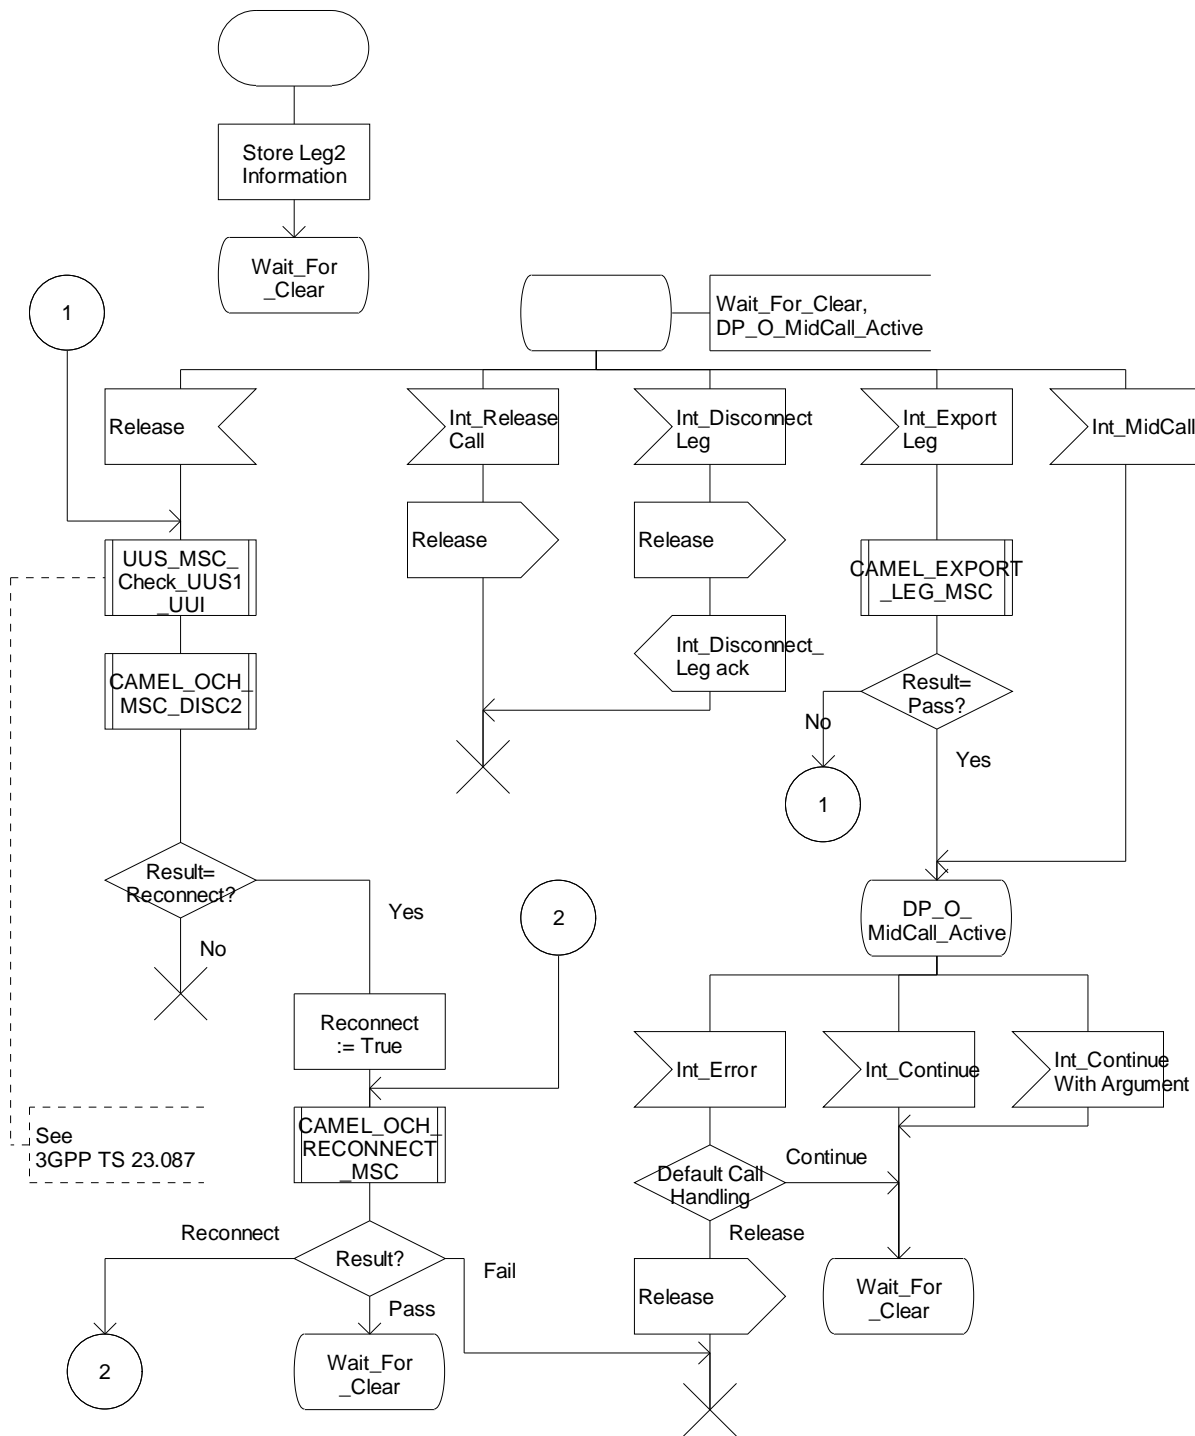 Store Leg2
Information
Wait_For
_Clear
1
Wait_For_Clear,
DP_O_MidCall_Active
Release
Int_Release
Call
Int_Disconnect
Leg
Int_Export
Leg
Int_MidCall
Release
Release
UUS_MSC_
Check_UUS1
_UUI
CAMEL_EXPORT
_LEG_MSC
Int_Disconnect_
Leg ack
CAMEL_OCH_
MSC_DISC2
Result=
Pass?
No
Yes
1
Result=
Reconnect?
Yes
No
2
DP_O_
MidCall_Active
Reconnect
:= True
Int_Error
Int_Continue
Int_Continue
With Argument
See
3GPP TS 23.087
CAMEL_OCH_
RECONNECT
_MSC
Default Call
Handling
Continue
Release
Reconnect
Result?
Fail
Pass
Release
Wait_For
_Clear
2
Wait_For
_Clear